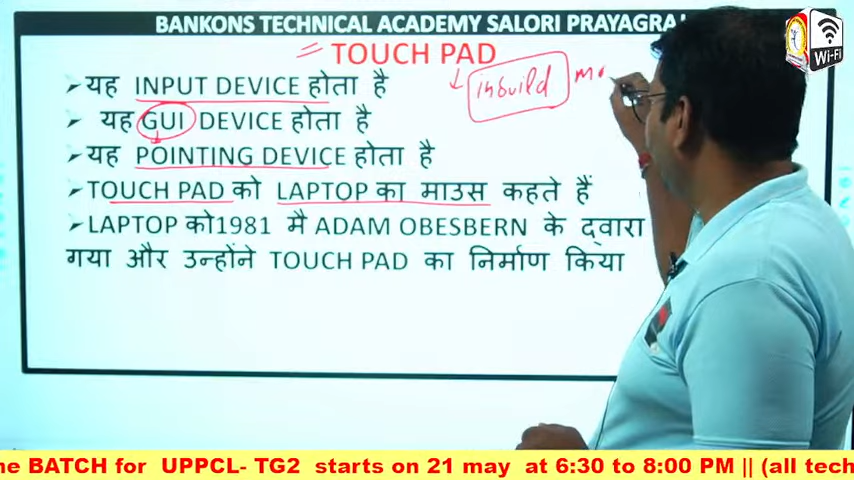 BANKONS TECHNICAL ACADEMY SALORI PRAYAGRAJ
TOUCH PAD
inbuild
Wi-Fi
➢यह INPUT DEVICE होता है
➢ यह GUI DEVICE होता है
➢यह POINTING DEVICE होता है
➢TOUCH PAD को LAPTOP का माउस कहते हैं
➢LAPTOP को1981 मै ADAM OBESBERN के द्वारा
गया और उन्होंने TOUCH PAD का निर्माण किया
ne BATCH for UPPCL- TG2 starts on 21 may at 6:30 to 8:00 PM || (all tech